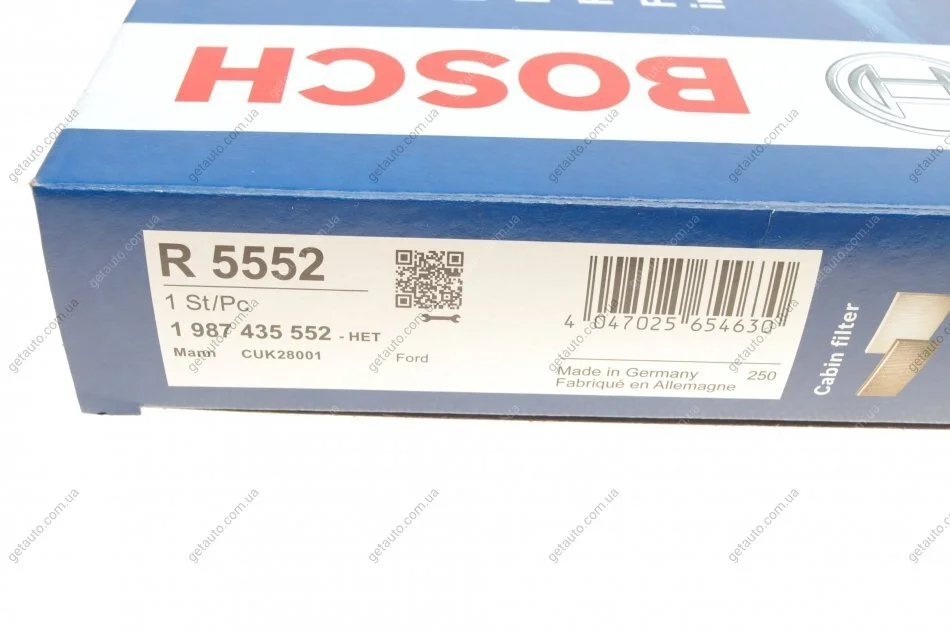 BOSCH
R 5552
1 St/Pc
1 987 435 552 - HET
Mann CUK28001 Ford
4 047025 654630
Made in Germany 250
Fabriqué en Allemagne
Cabin filter
getauto.com.ua